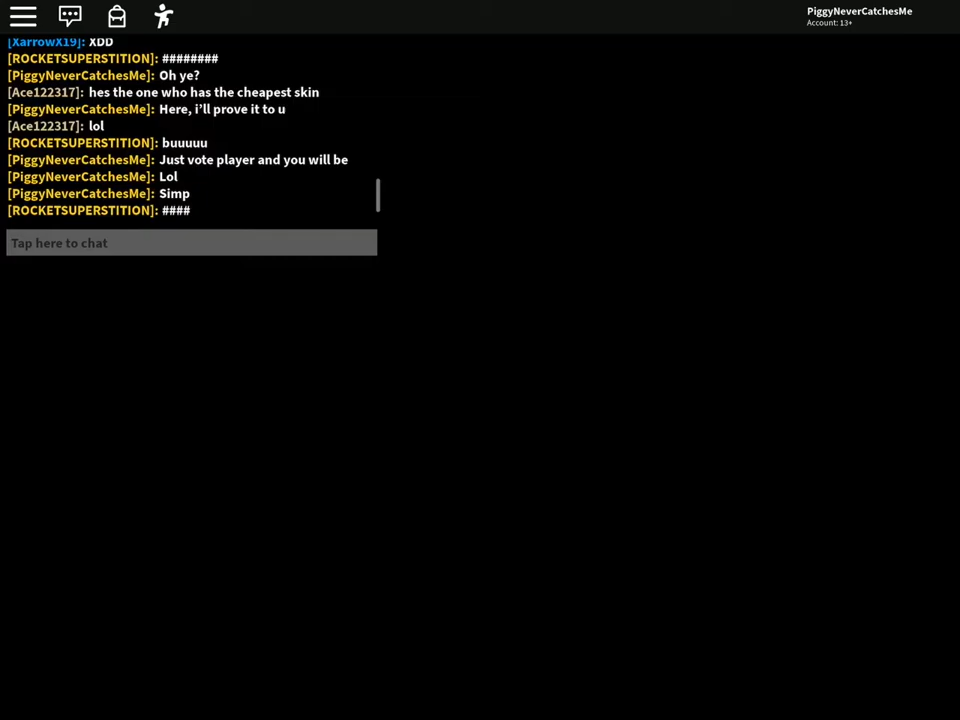 PiggyNeverCatchesMe
Account: 13+
[XarrowX19]: XDD
[ROCKETSUPERSTITION]: ########
[PiggyNeverCatchesMe]: Oh ye?
[Ace122317]: hes the one who has the cheapest skin
[PiggyNeverCatchesMe]: Here, i’ll prove it to u
[Ace122317]: lol
[ROCKETSUPERSTITION]: buuuuu
[PiggyNeverCatchesMe]: Just vote player and you will be
[PiggyNeverCatchesMe]: Lol
[PiggyNeverCatchesMe]: Simp
[ROCKETSUPERSTITION]: ####
Tap here to chat